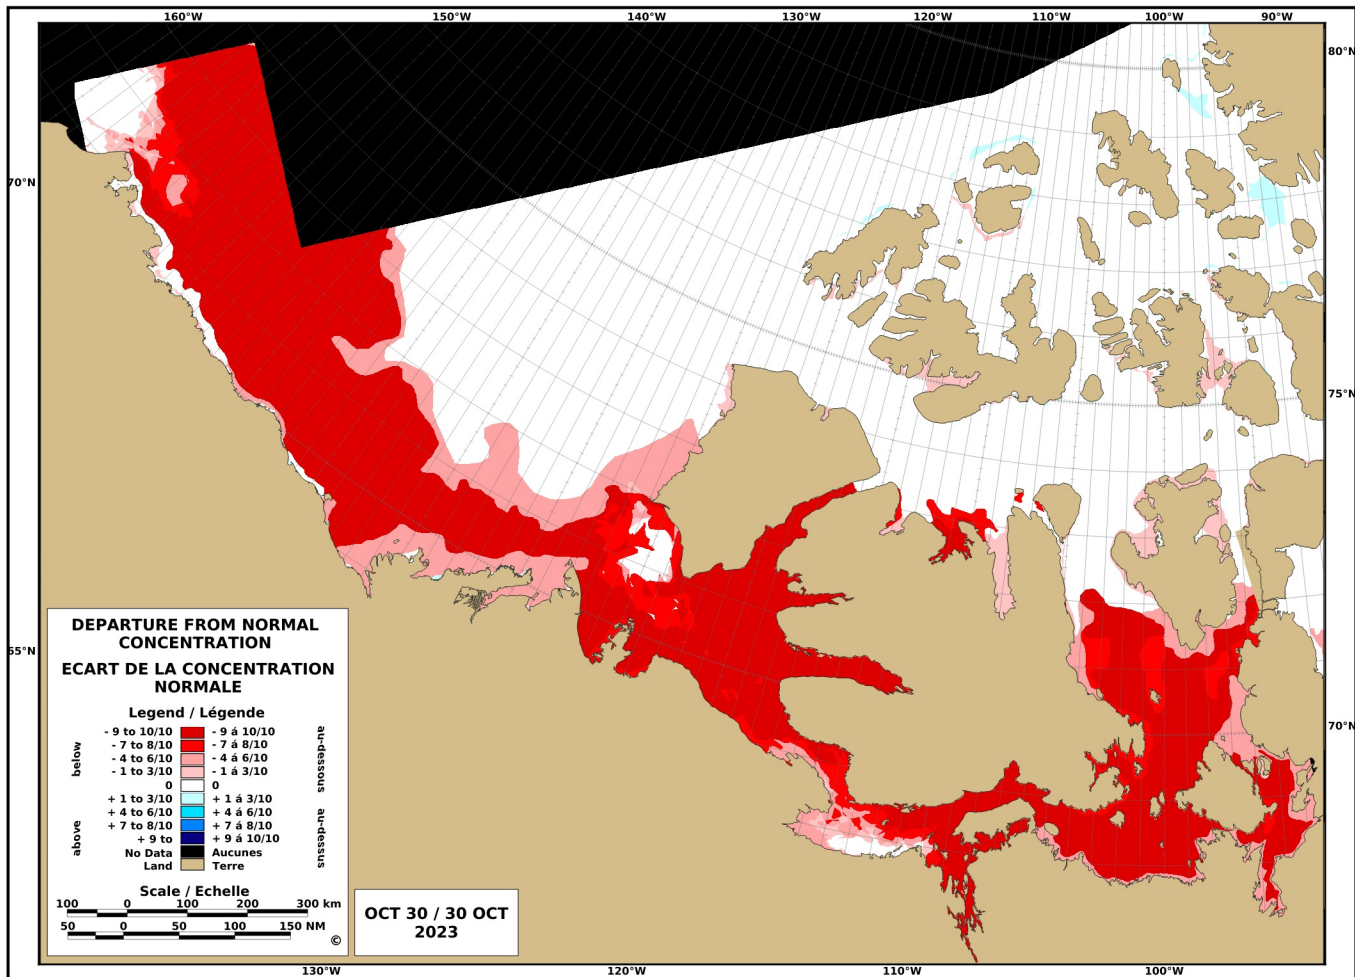 160°W 150°W 140°W 130°W 120°W 110°W 100°W 90°W
80°N
70°N
75°N
65°N
70°N
DEPARTURE FROM NORMAL
CONCENTRATION
ECART DE LA CONCENTRATION
NORMALE
Legend / Légende
below
above
- 9 to 10/10 - 9 á 10/10
- 7 to 8/10 - 7 á 8/10
- 4 to 6/10 - 4 á 6/10
- 1 to 3/10 - 1 á 3/10
0 0
+ 1 to 3/10 + 1 á 3/10
+ 4 to 6/10 + 4 á 6/10
+ 7 to 8/10 + 7 á 8/10
+ 9 to + 9 á 10/10
No Data Aucunes
Land Terre
au-dessous
au-dessus
Scale / Echelle
100 0 100 200 300 km
50 0 50 100 150 NM
©
OCT 30 / 30 OCT
2023
130°W 120°W 110°W 100°W